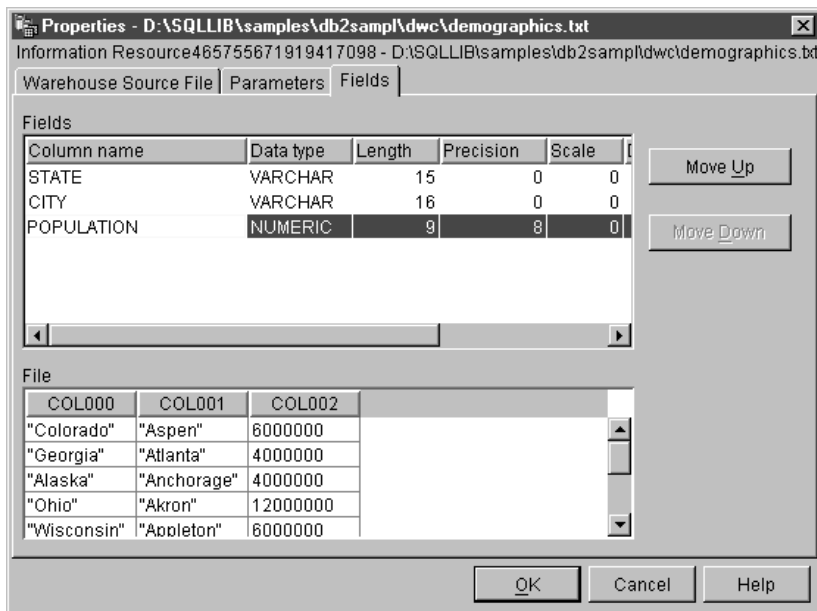 Properties - D:\SQLLIB\samples\db2sampl\dwc\demographics.txt
Information Resource465755671919417098 - D:\SQLLIB\samples\db2sampl\dwc\demographics.txt
Warehouse Source File Parameters Fields
Fields
Column name Data type Length Precision Scale
STATE VARCHAR 15 0 0
CITY VARCHAR 16 0 0
POPULATION NUMERIC 9 8 0
Move Up
Move Down
File
COL000 COL001 COL002
"Colorado" "Aspen" 6000000
"Georgia" "Atlanta" 4000000
"Alaska" "Anchorage" 4000000
"Ohio" "Akron" 12000000
"Wisconsin" "Appleton" 6000000
OK Cancel Help